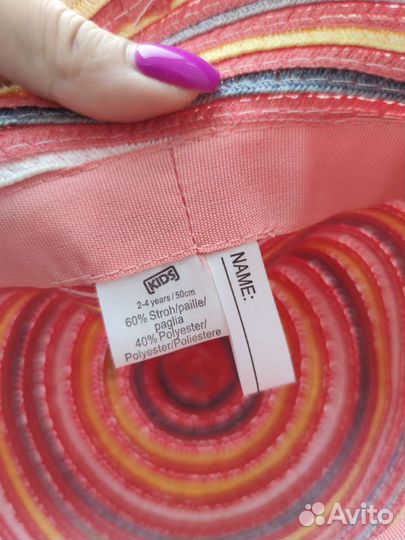 KIDS
2-4 years / 50cm
60% Stroh/paille/
paglia
40% Polyester/
Polyester/Poliestere
NAME:
Avito